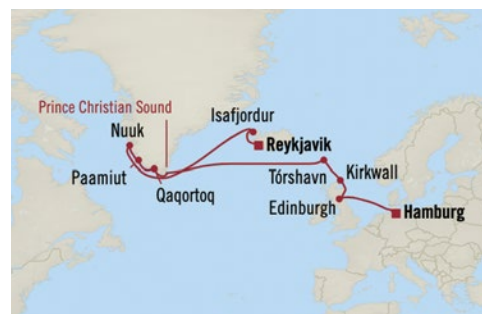 Prince Christian Sound
Isafjordur
Nuuk
Reykjavik
Paamiut
Qaqortoq
Tórshavn
Kirkwall
Edinburgh
Hamburg